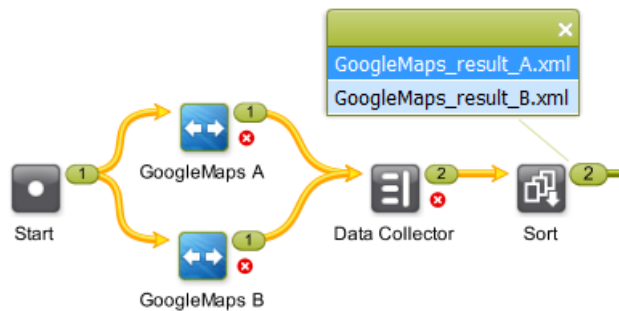 GoogleMaps_result_A.xml
GoogleMaps_result_B.xml
1
GoogleMaps A
1
Start
2
Data Collector
2
Sort
1
GoogleMaps B